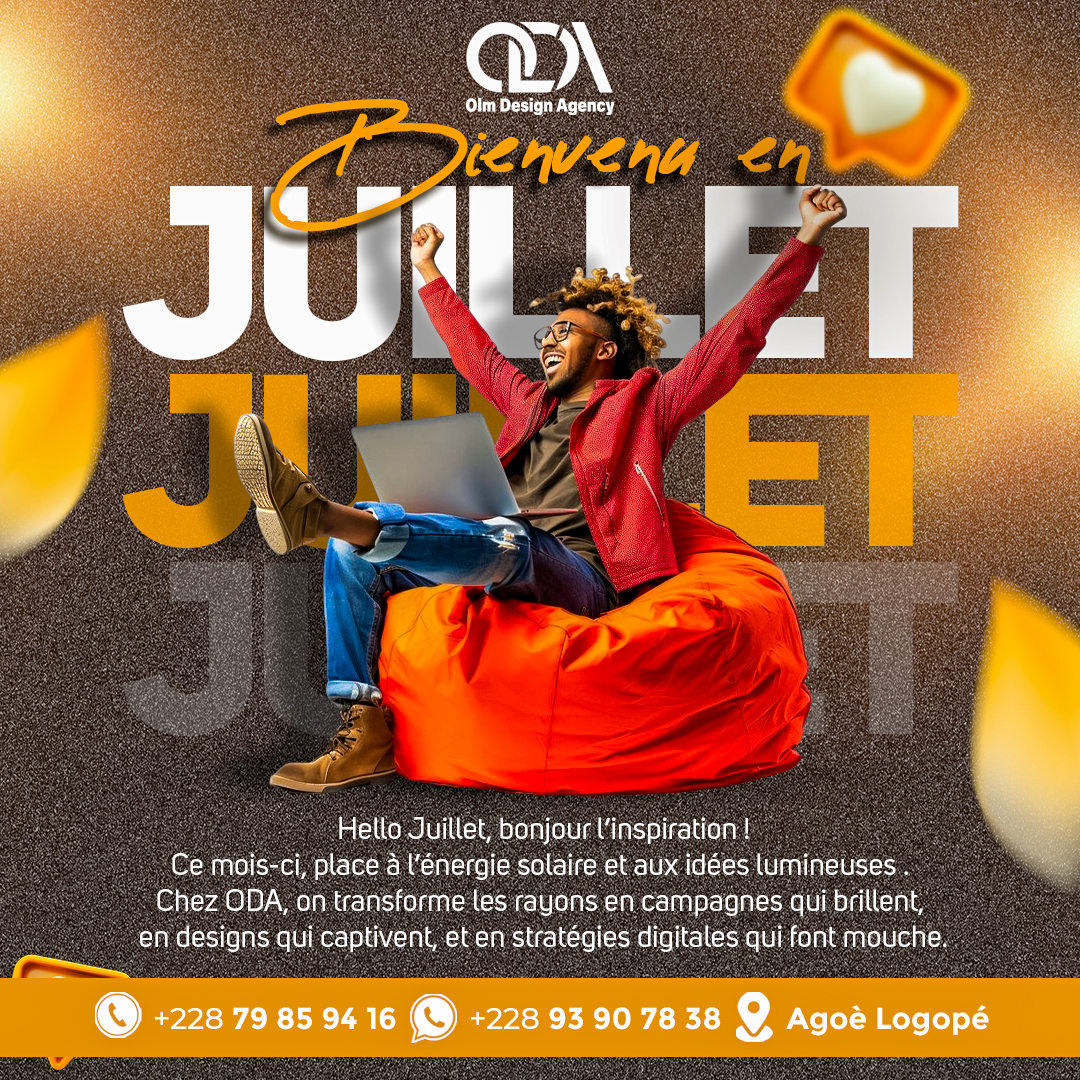 ODA
Olm Design Agency
Bienvenu en
JUILLET
JUILLET
JUILLET
Hello Juillet, bonjour l’inspiration !
Ce mois-ci, place à l’énergie solaire et aux idées lumineuses .
Chez ODA, on transforme les rayons en campagnes qui brillent,
en designs qui captivent, et en stratégies digitales qui font mouche.
+228 79 85 94 16 +228 93 90 78 38 Agoè Logopé